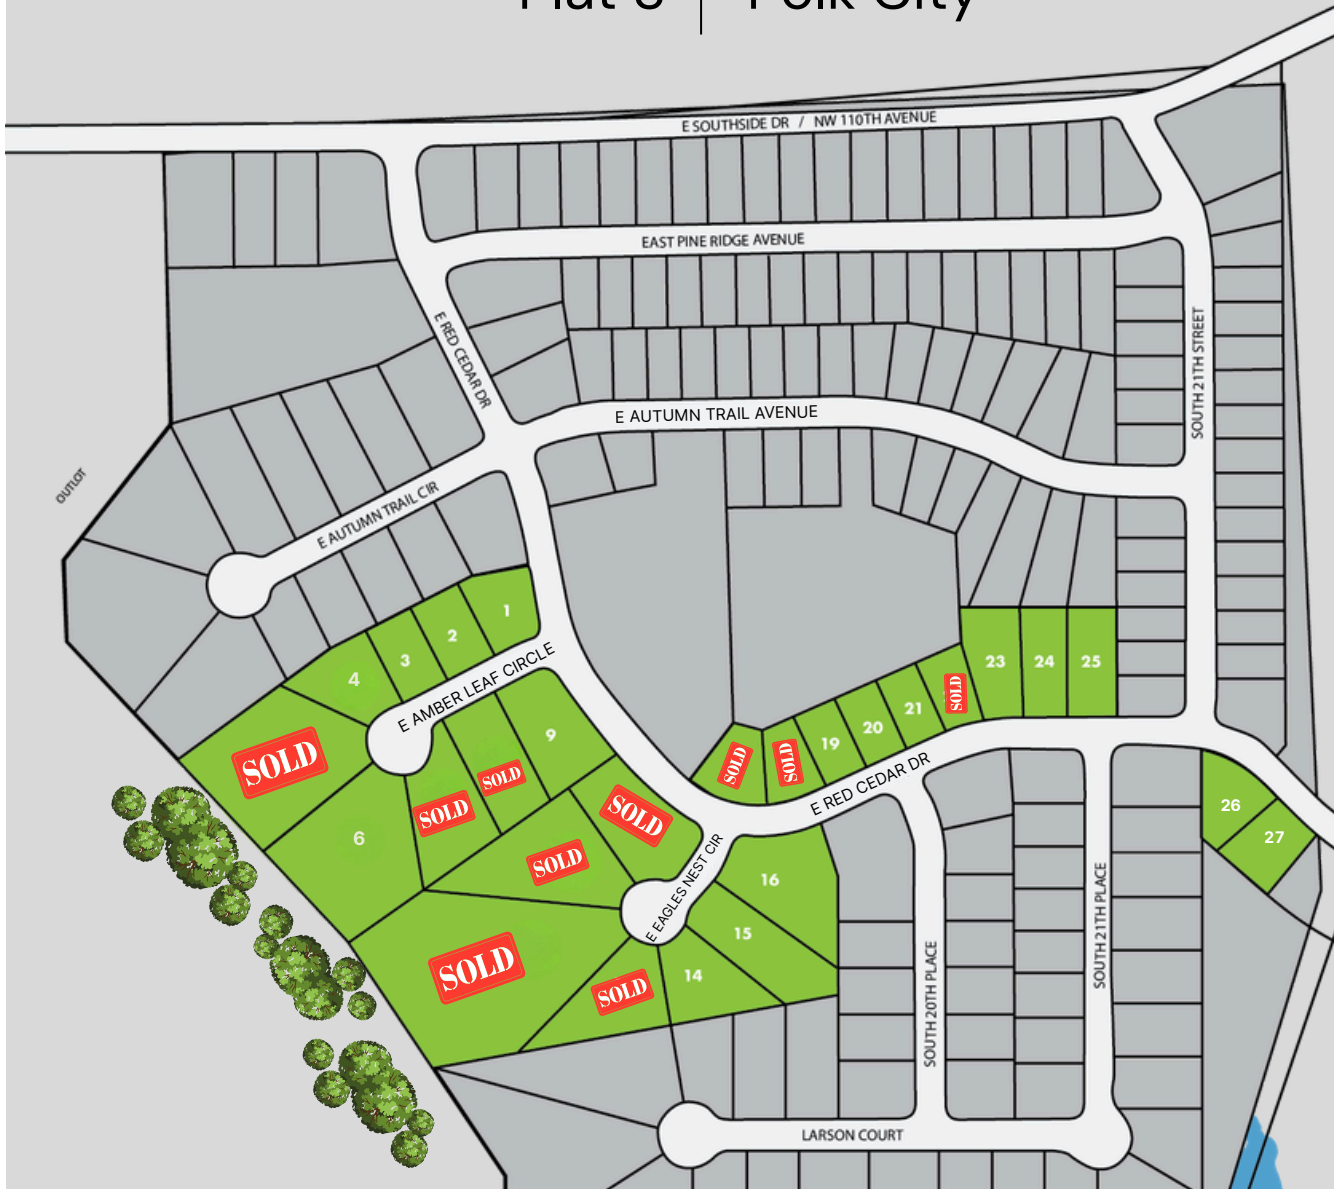 Polk City
E SOUTHSIDE DR / NW 110TH AVENUE
EAST PINE RIDGE AVENUE
E RED CEDAR DR
SOUTH 21TH STREET
E AUTUMN TRAIL AVENUE
OUTLOT
E AUTUMN TRAIL CIR
1
2
3
4
E AMBER LEAF CIRCLE
SOLD
6
SOLD
SOLD
9
SOLD
SOLD
SOLD
SOLD
E EAGLES NEST CIR
14
15
16
SOLD
SOLD
19
20
21
SOLD
23
24
25
E RED CEDAR DR
26
27
SOUTH 20TH PLACE
SOUTH 21TH PLACE
LARSON COURT